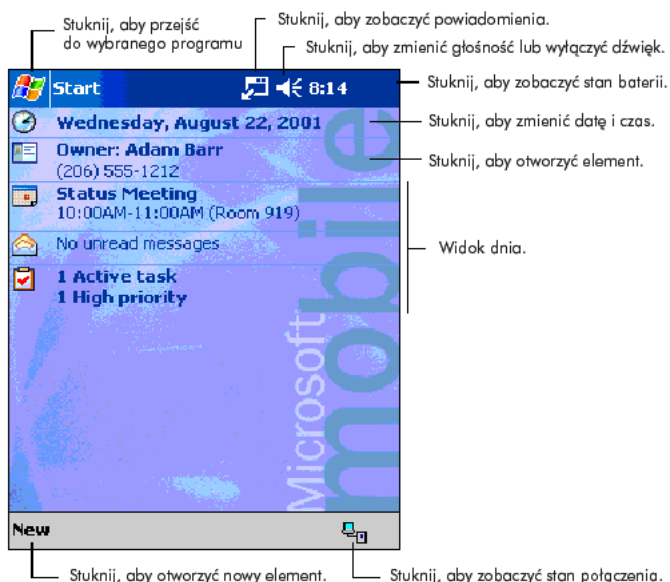 Stuknij, aby przejść
do wybranego programu
Stuknij, aby zobaczyć powiadomienia.
Stuknij, aby zmienić głośność lub wyłączyć dźwięk.
Start
8:14
Stuknij, aby zobaczyć stan baterii.
Wednesday, August 22, 2001
Stuknij, aby zmienić datę i czas.
Owner: Adam Barr
(206) 555-1212
Stuknij, aby otworzyć element.
Status Meeting
10:00AM-11:00AM (Room 919)
No unread messages
Widok dnia.
1 Active task
1 High priority
Microsoft
mobile
New
Stuknij, aby otworzyć nowy element.
Stuknij, aby zobaczyć stan połączenia.